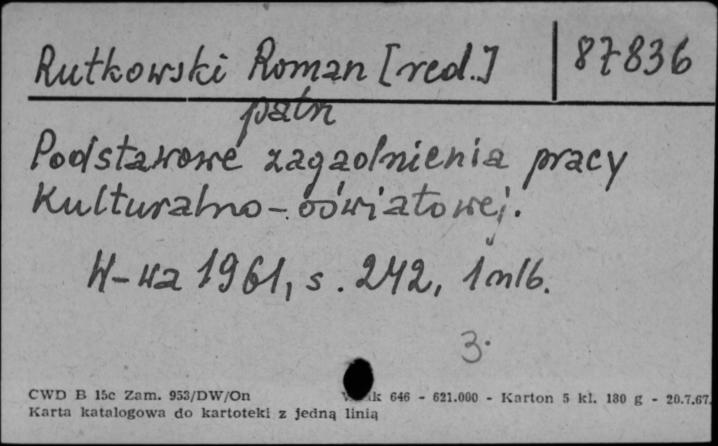 Rutkowski Roman [red.] 87836
patn
Podstawowe zagadnienia pracy
Kulturalno-oświatowej.
W-wa 1961, s. 242, 1 nlb.
3.
CWD B 15c Zam. 953/DW/On 646 - 621.000 - Karton 5 kl. 180 g - 20.7.67.
Karta katalogowa do kartoteki z jedną linią